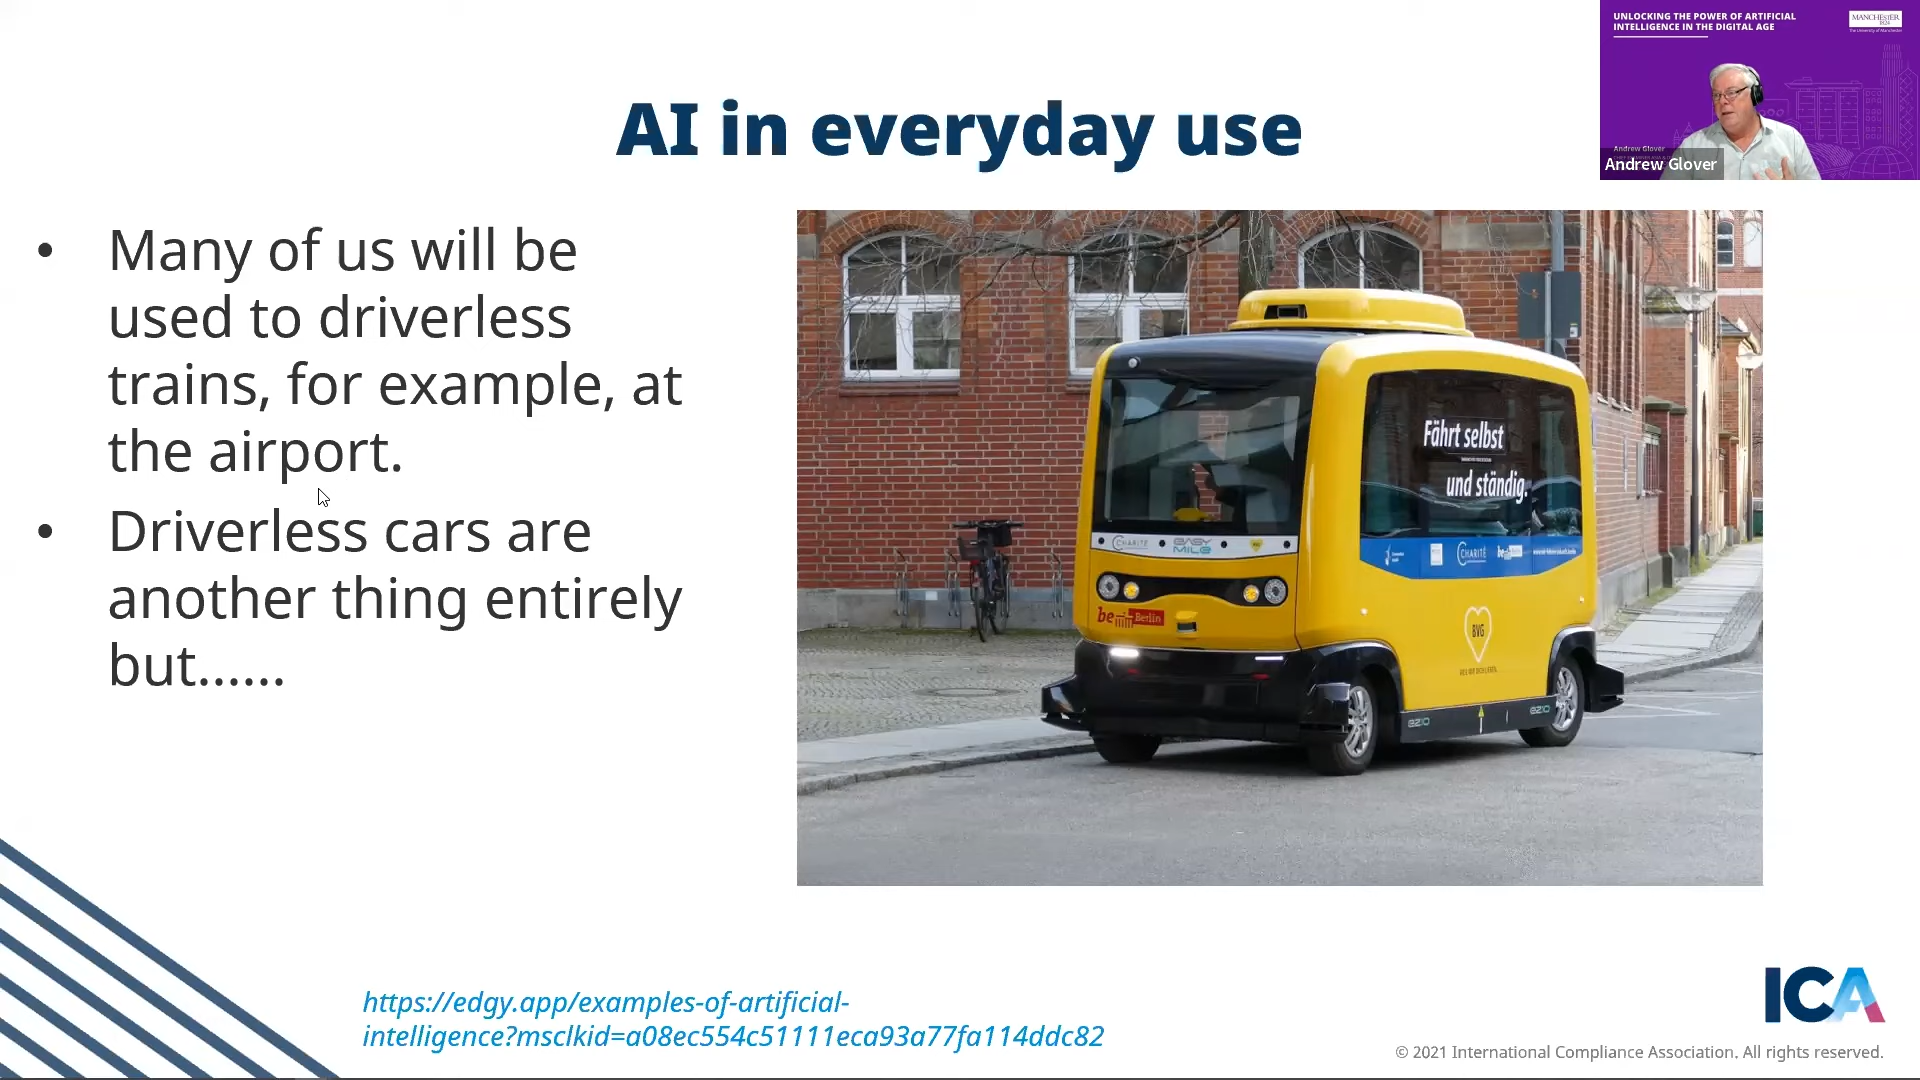 UNLOCKING THE POWER OF ARTIFICIAL
INTELLIGENCE IN THE DIGITAL AGE
MANCHESTER
1824
The University of Manchester
Andrew Glover
Andrew Glover
AI in everyday use
• Many of us will be
used to driverless
trains, for example, at
the airport.
• Driverless cars are
another thing entirely
but......
Fährt selbst
und ständig.
CHARITÉ
EASY
MILE
CHARITÉ
be Berlin
BVG
EZ10
EZ10
https://edgy.app/examples-of-artificial-
intelligence?msclkid=a08ec554c51111eca93a77fa114ddc82
ICA
© 2021 International Compliance Association. All rights reserved.